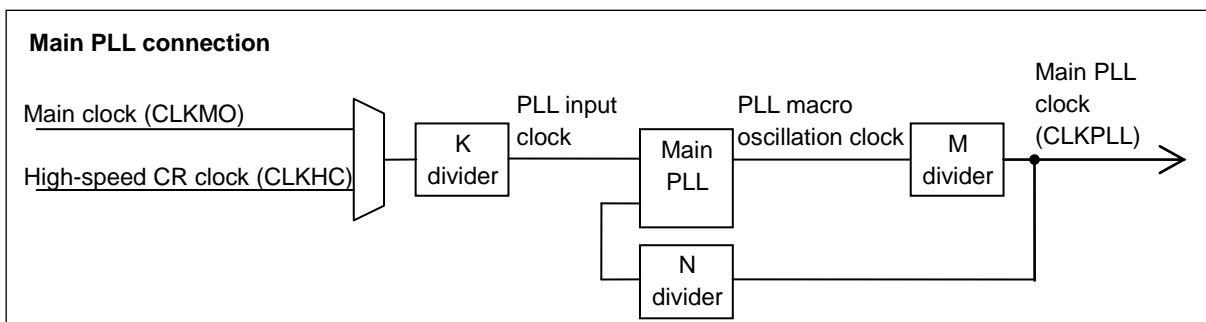 Main PLL connection
Main clock (CLKMO)
High-speed CR clock (CLKHC)
K
divider
PLL input
clock
Main
PLL
PLL macro
oscillation clock
M
divider
Main PLL
clock
(CLKPLL)
N
divider